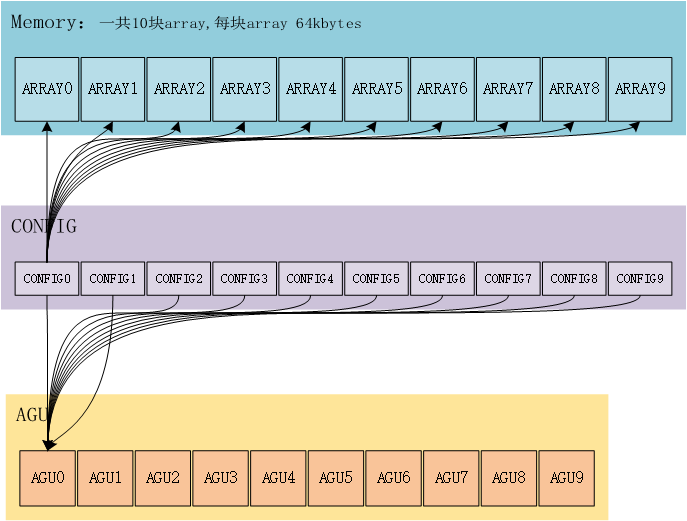 Memory: 一共10块array,每块array 64kbytes
ARRAY0 ARRAY1 ARRAY2 ARRAY3 ARRAY4 ARRAY5 ARRAY6 ARRAY7 ARRAY8 ARRAY9
CONFIG
CONFIG0 CONFIG1 CONFIG2 CONFIG3 CONFIG4 CONFIG5 CONFIG6 CONFIG7 CONFIG8 CONFIG9
AGU
AGU0 AGU1 AGU2 AGU3 AGU4 AGU5 AGU6 AGU7 AGU8 AGU9